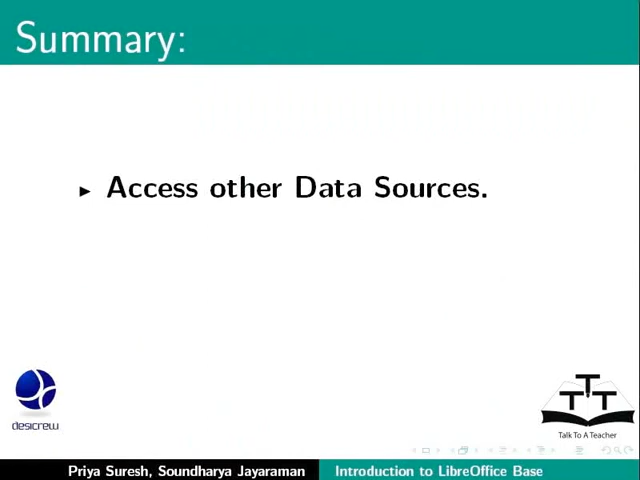 Summary:
Access other Data Sources.
desicrew
T T T
Talk To A Teacher
Priya Suresh, Soundharya Jayaraman
Introduction to LibreOffice Base